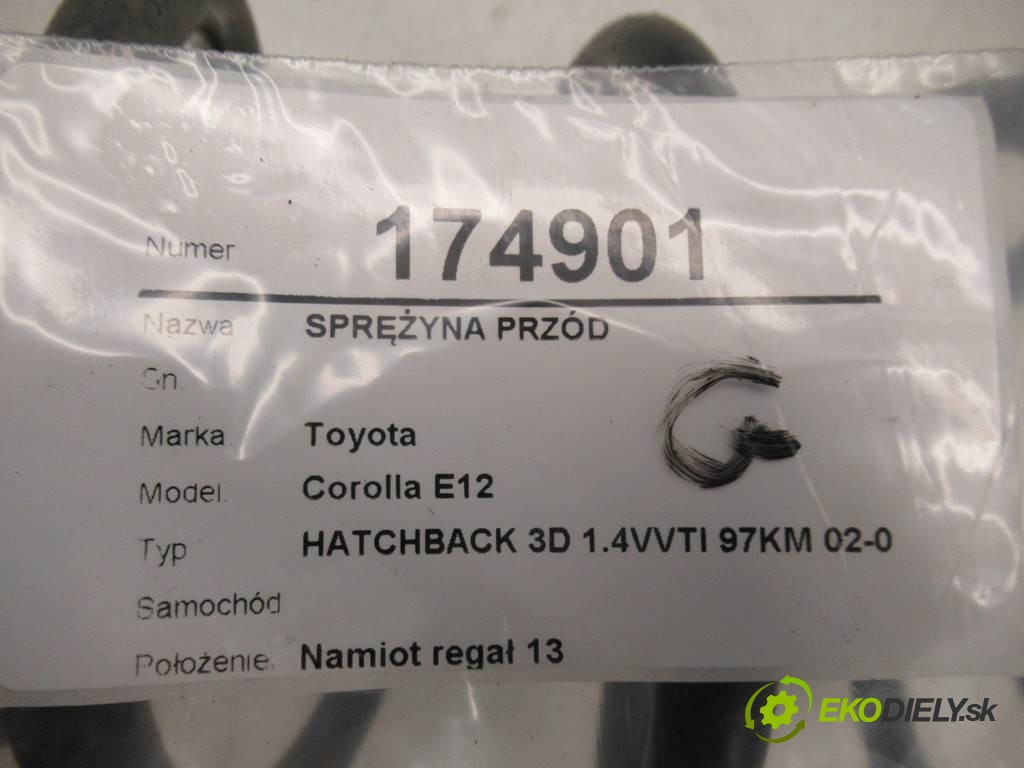 Numer 174901
Nazwa SPRĘŻYNA PRZÓD
Sn.
Marka. Toyota
Model. Corolla E12
Typ HATCHBACK 3D 1.4VVTI 97KM 02-0
Samochód
Położenie. Namiot regał 13
G
EKODIELY.sk